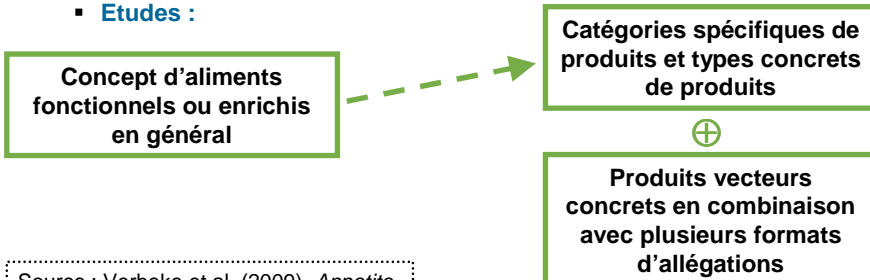 ▪ Etudes :
Concept d’aliments
fonctionnels ou enrichis
en général
Catégories spécifiques de
produits et types concrets
de produits
⊕
Produits vecteurs
concrets en combinaison
avec plusieurs formats
d’allégations
Source : Verbeke et al. (2009), Appetite